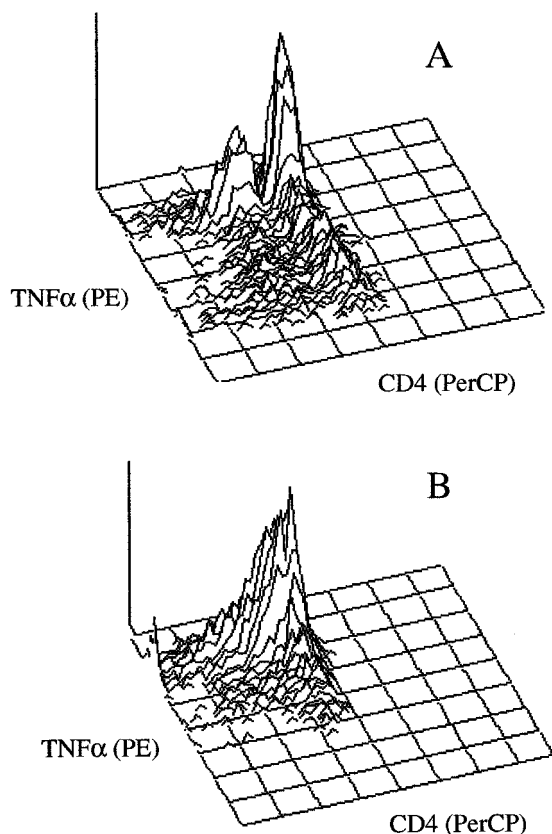 A
TNFα (PE)
CD4 (PerCP)
B
TNFα (PE)
CD4 (PerCP)